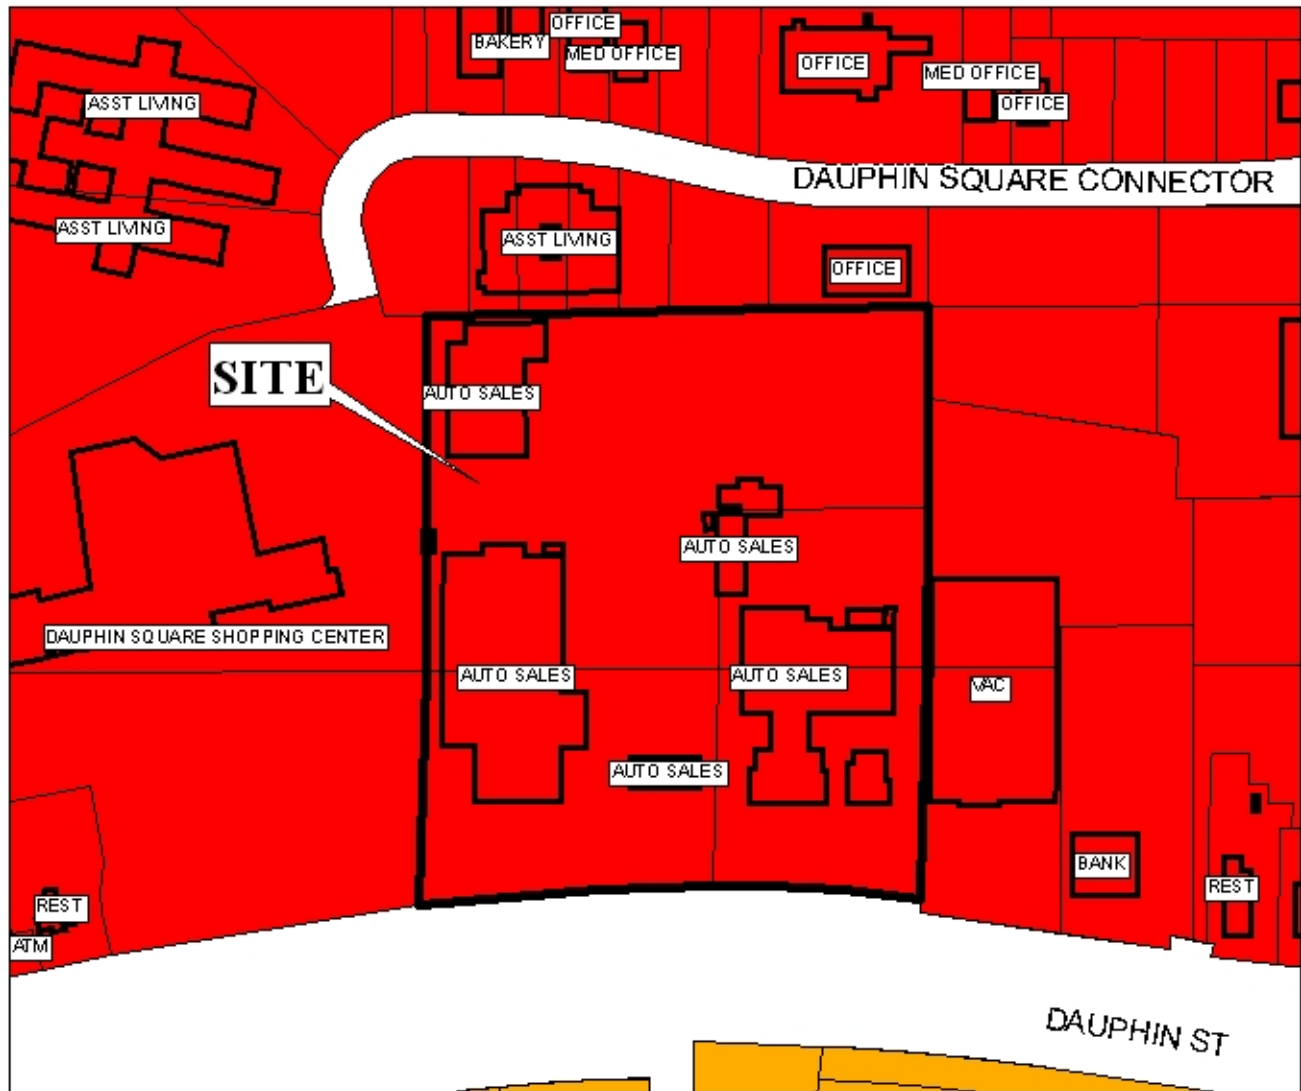 OFFICE
BAKERY
MED OFFICE
OFFICE
MED OFFICE
OFFICE
ASST LIVING
DAUPHIN SQUARE CONNECTOR
ASST LIVING
ASST LIVING
OFFICE
SITE
AUTO SALES
AUTO SALES
DAUPHIN SQUARE SHOPPING CENTER
AUTO SALES
AUTO SALES
VAC
AUTO SALES
BANK
REST
REST
ATM
DAUPHIN ST